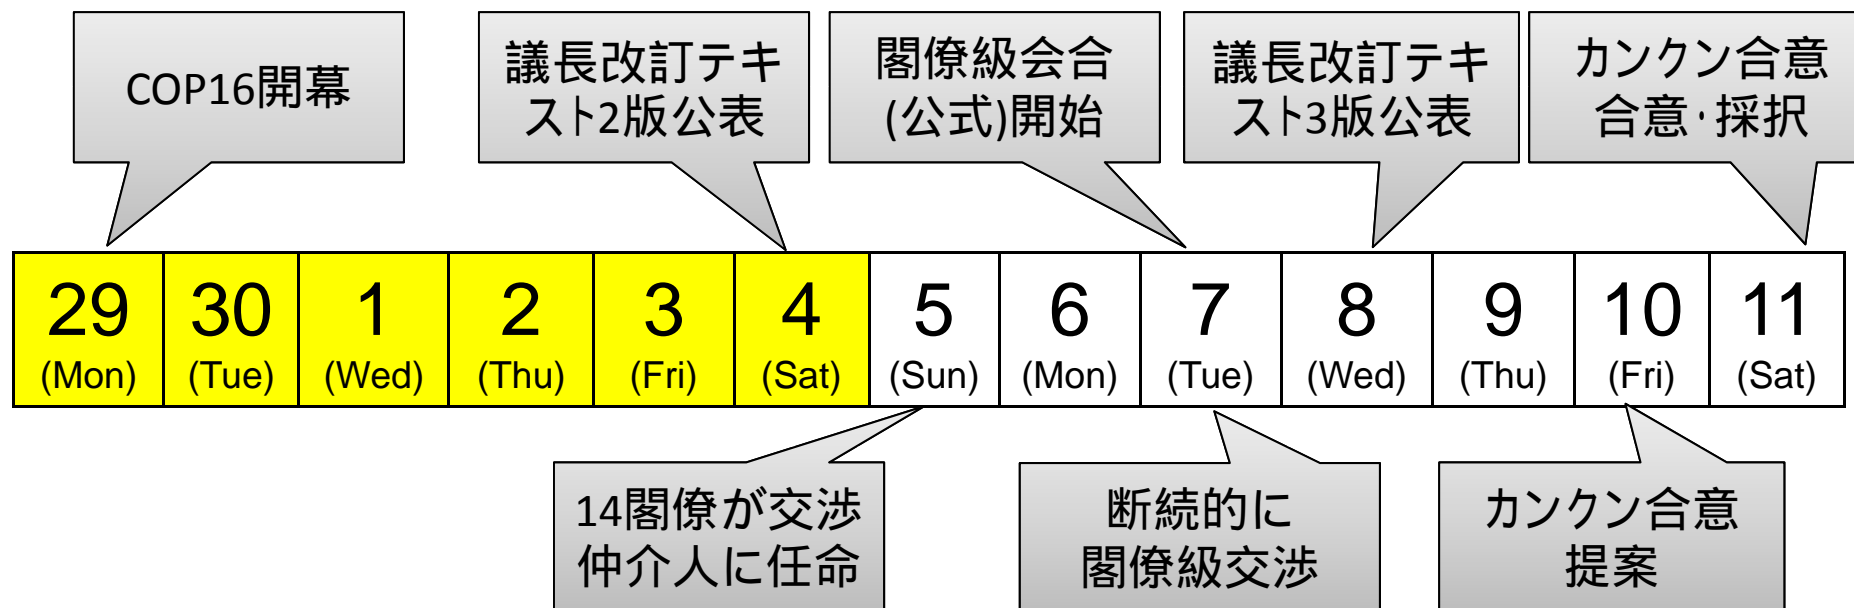 COP16開幕
議長改訂テキ
スト2版公表
閣僚級会合
(公式)開始
議長改訂テキ
スト3版公表
カンクン合意
合意・採択
29 30 1 2 3 4 5 6 7 8 9 10 11
(Mon) (Tue) (Wed) (Thu) (Fri) (Sat) (Sun) (Mon) (Tue) (Wed) (Thu) (Fri) (Sat)
14閣僚が交渉
仲介人に任命
断続的に
閣僚級交渉
カンクン合意
提案